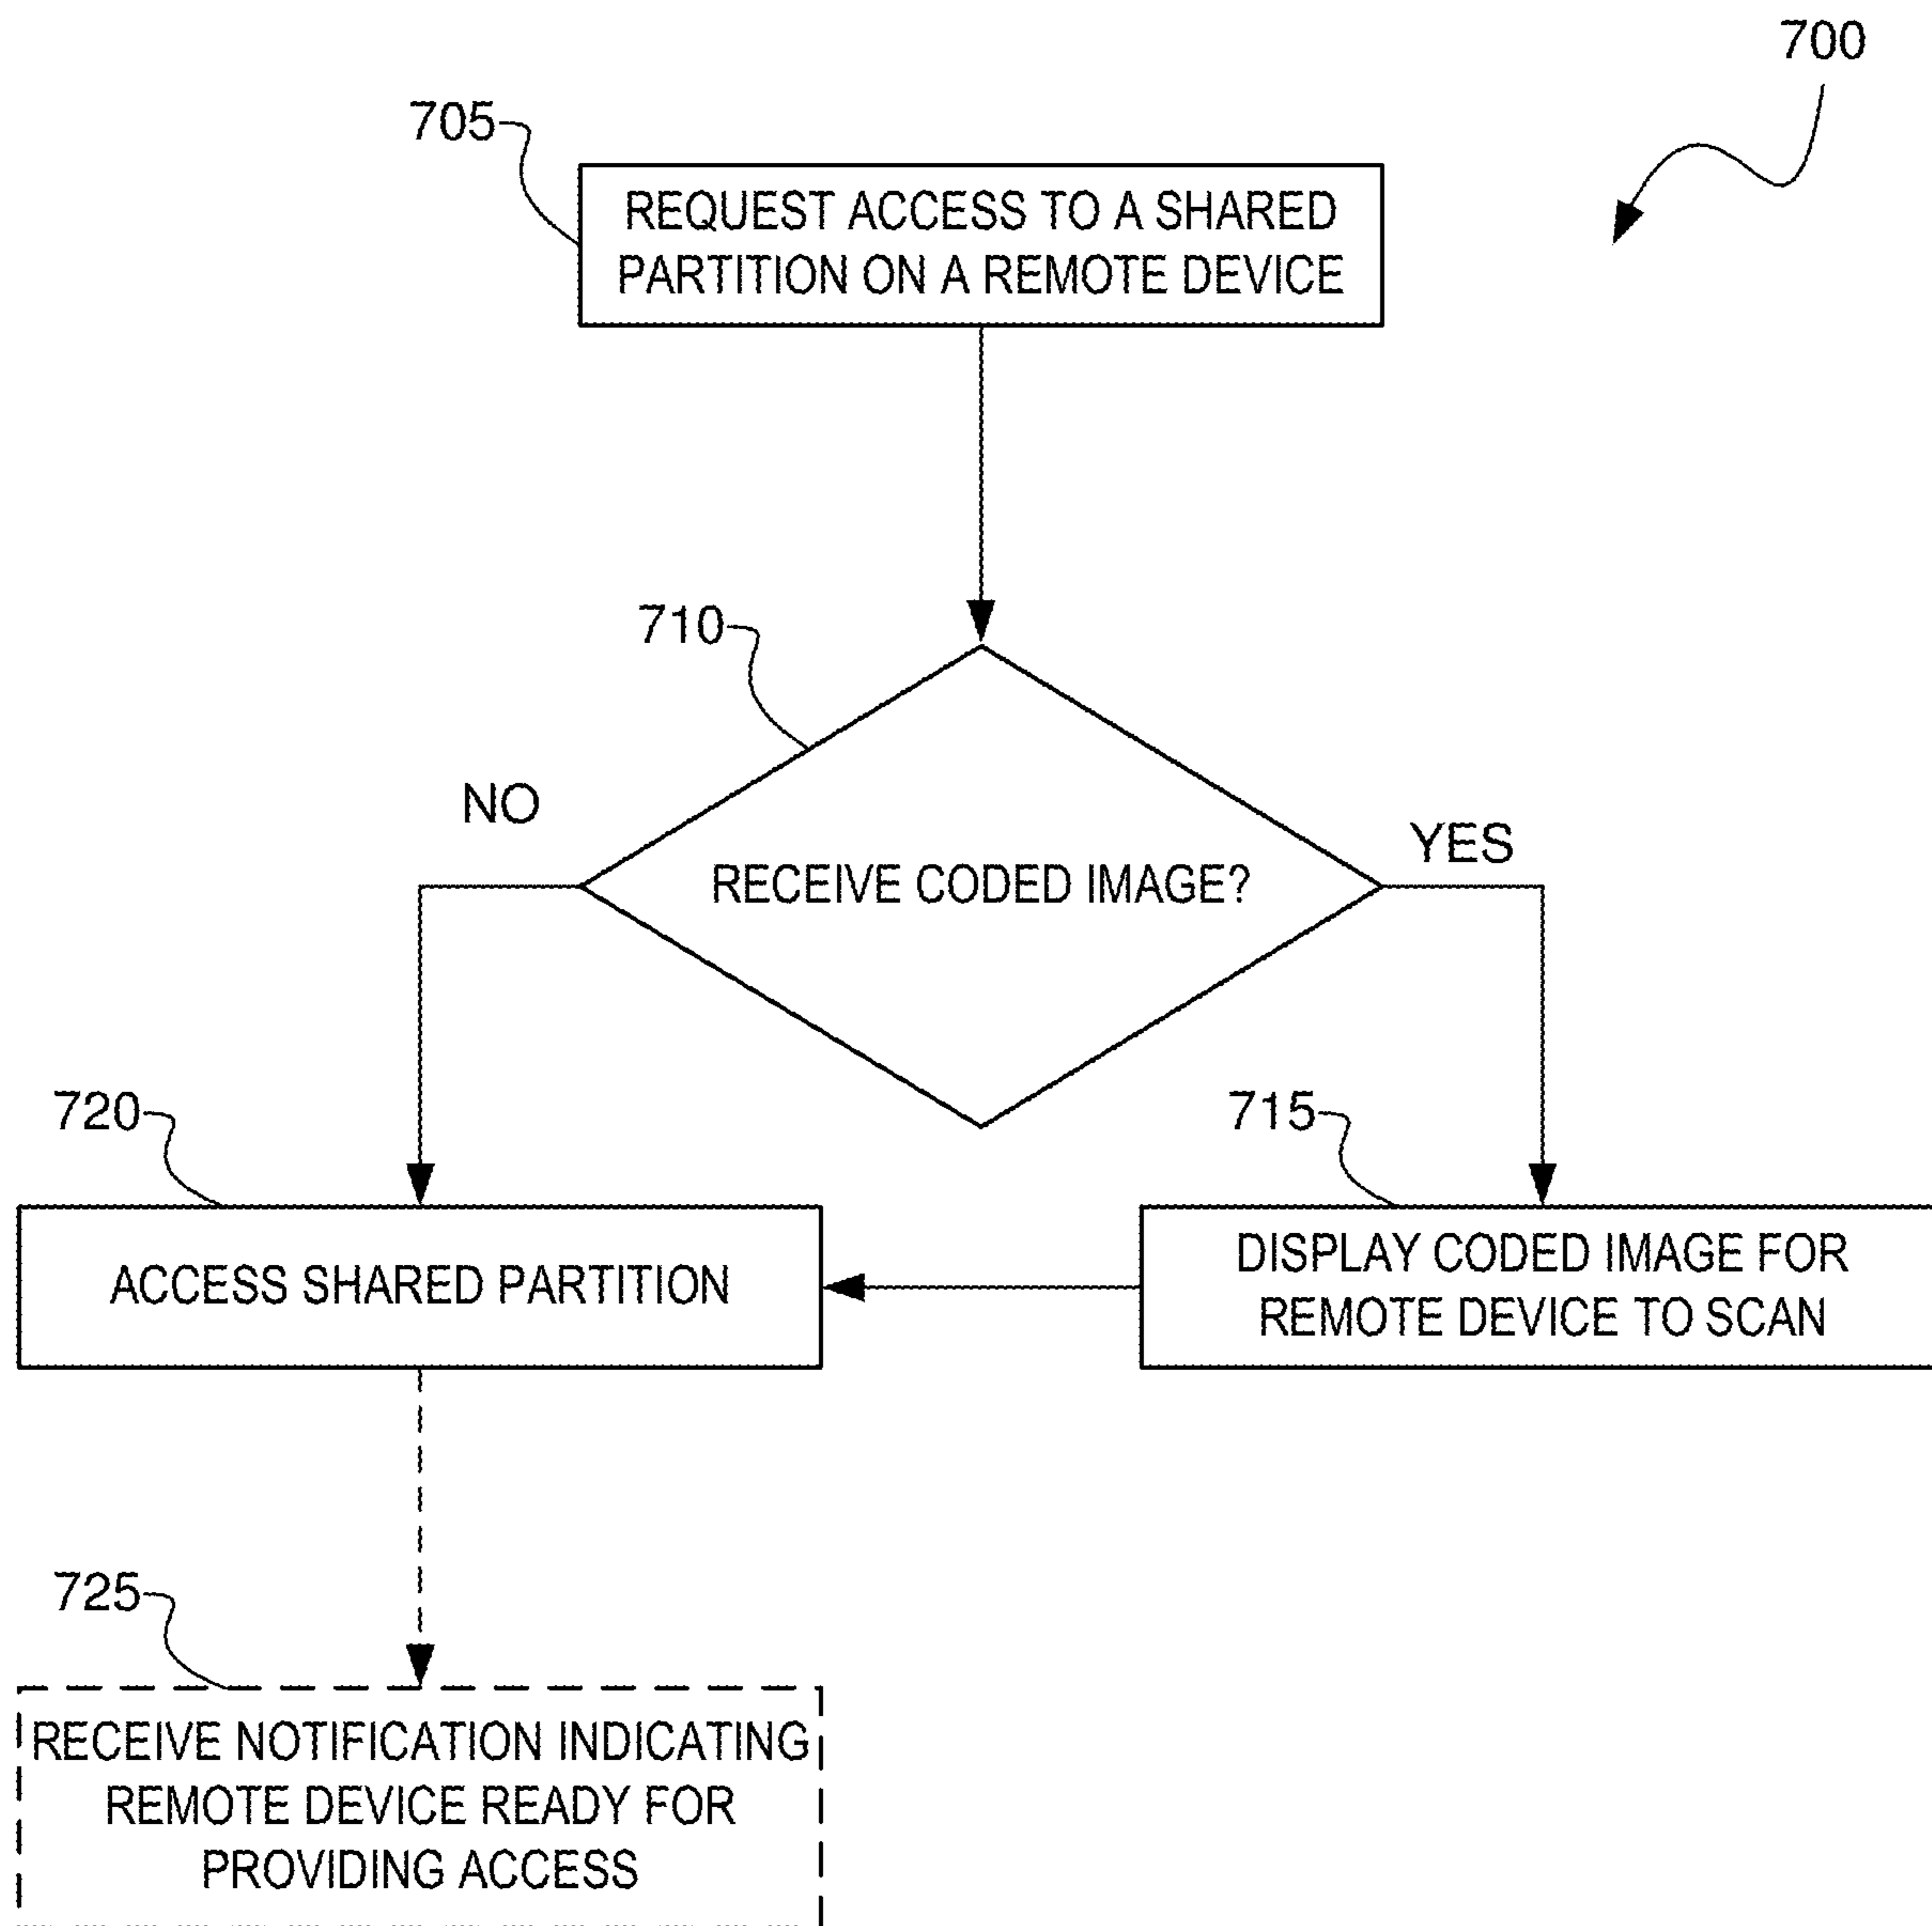 700
705
REQUEST ACCESS TO A SHARED
PARTITION ON A REMOTE DEVICE
710
NO
YES
RECEIVE CODED IMAGE?
720
715
ACCESS SHARED PARTITION
DISPLAY CODED IMAGE FOR
REMOTE DEVICE TO SCAN
725
RECEIVE NOTIFICATION INDICATING
REMOTE DEVICE READY FOR
PROVIDING ACCESS